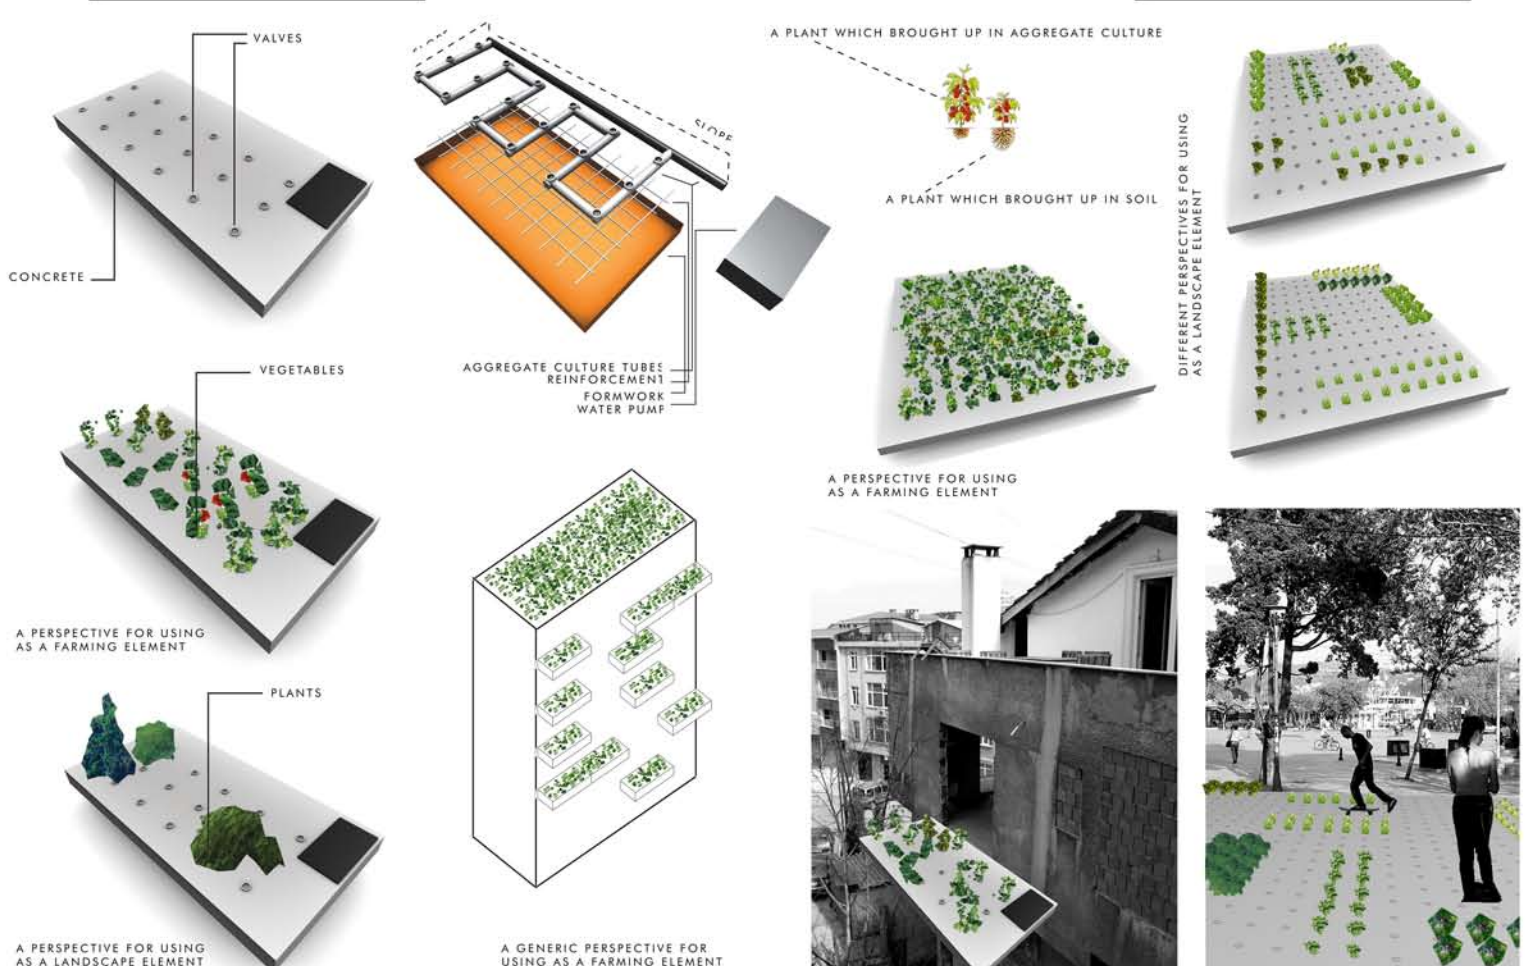 VALVES
CONCRETE
SLOPE
AGGREGATE CULTURE TUBES
REINFORCEMENT
FORMWORK
WATER PUMP
A PLANT WHICH BROUGHT UP IN AGGREGATE CULTURE
A PLANT WHICH BROUGHT UP IN SOIL
DIFFERENT PERSPECTIVES FOR USING
AS A LANDSCAPE ELEMENT
VEGETABLES
A PERSPECTIVE FOR USING
AS A FARMING ELEMENT
A PERSPECTIVE FOR USING
AS A FARMING ELEMENT
PLANTS
A PERSPECTIVE FOR USING
AS A LANDSCAPE ELEMENT
A GENERIC PERSPECTIVE FOR
USING AS A FARMING ELEMENT